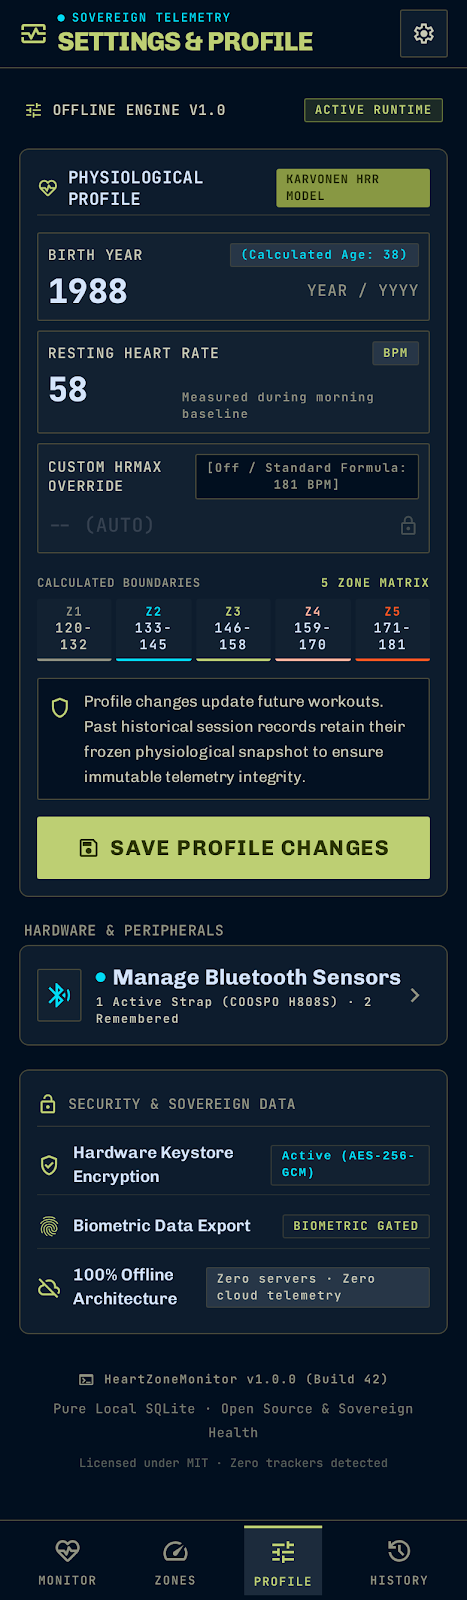 SOVEREIGN TELEMETRY
SETTINGS & PROFILE
OFFLINE ENGINE V1.0
ACTIVE RUNTIME
PHYSIOLOGICAL
PROFILE
KARVONEN HRR
MODEL
BIRTH YEAR
(Calculated Age: 38)
1988
YEAR / YYYY
RESTING HEART RATE
BPM
58
Measured during morning
baseline
CUSTOM HRMAX
OVERRIDE
[Off / Standard Formula:
181 BPM]
-- (AUTO)
CALCULATED BOUNDARIES
5 ZONE MATRIX
Z1
120-
132
Z2
133-
145
Z3
146-
158
Z4
159-
170
Z5
171-
181
Profile changes update future workouts.
Past historical session records retain their
frozen physiological snapshot to ensure
immutable telemetry integrity.
SAVE PROFILE CHANGES
HARDWARE & PERIPHERALS
Manage Bluetooth Sensors
1 Active Strap (COOSPO H808S) · 2
Remembered
SECURITY & SOVEREIGN DATA
Hardware Keystore
Encryption
Active (AES-256-
GCM)
Biometric Data Export
BIOMETRIC GATED
100% Offline
Architecture
Zero servers · Zero
cloud telemetry
HeartZoneMonitor v1.0.0 (Build 42)
Pure Local SQLite · Open Source & Sovereign
Health
Licensed under MIT · Zero trackers detected
MONITOR
ZONES
PROFILE
HISTORY